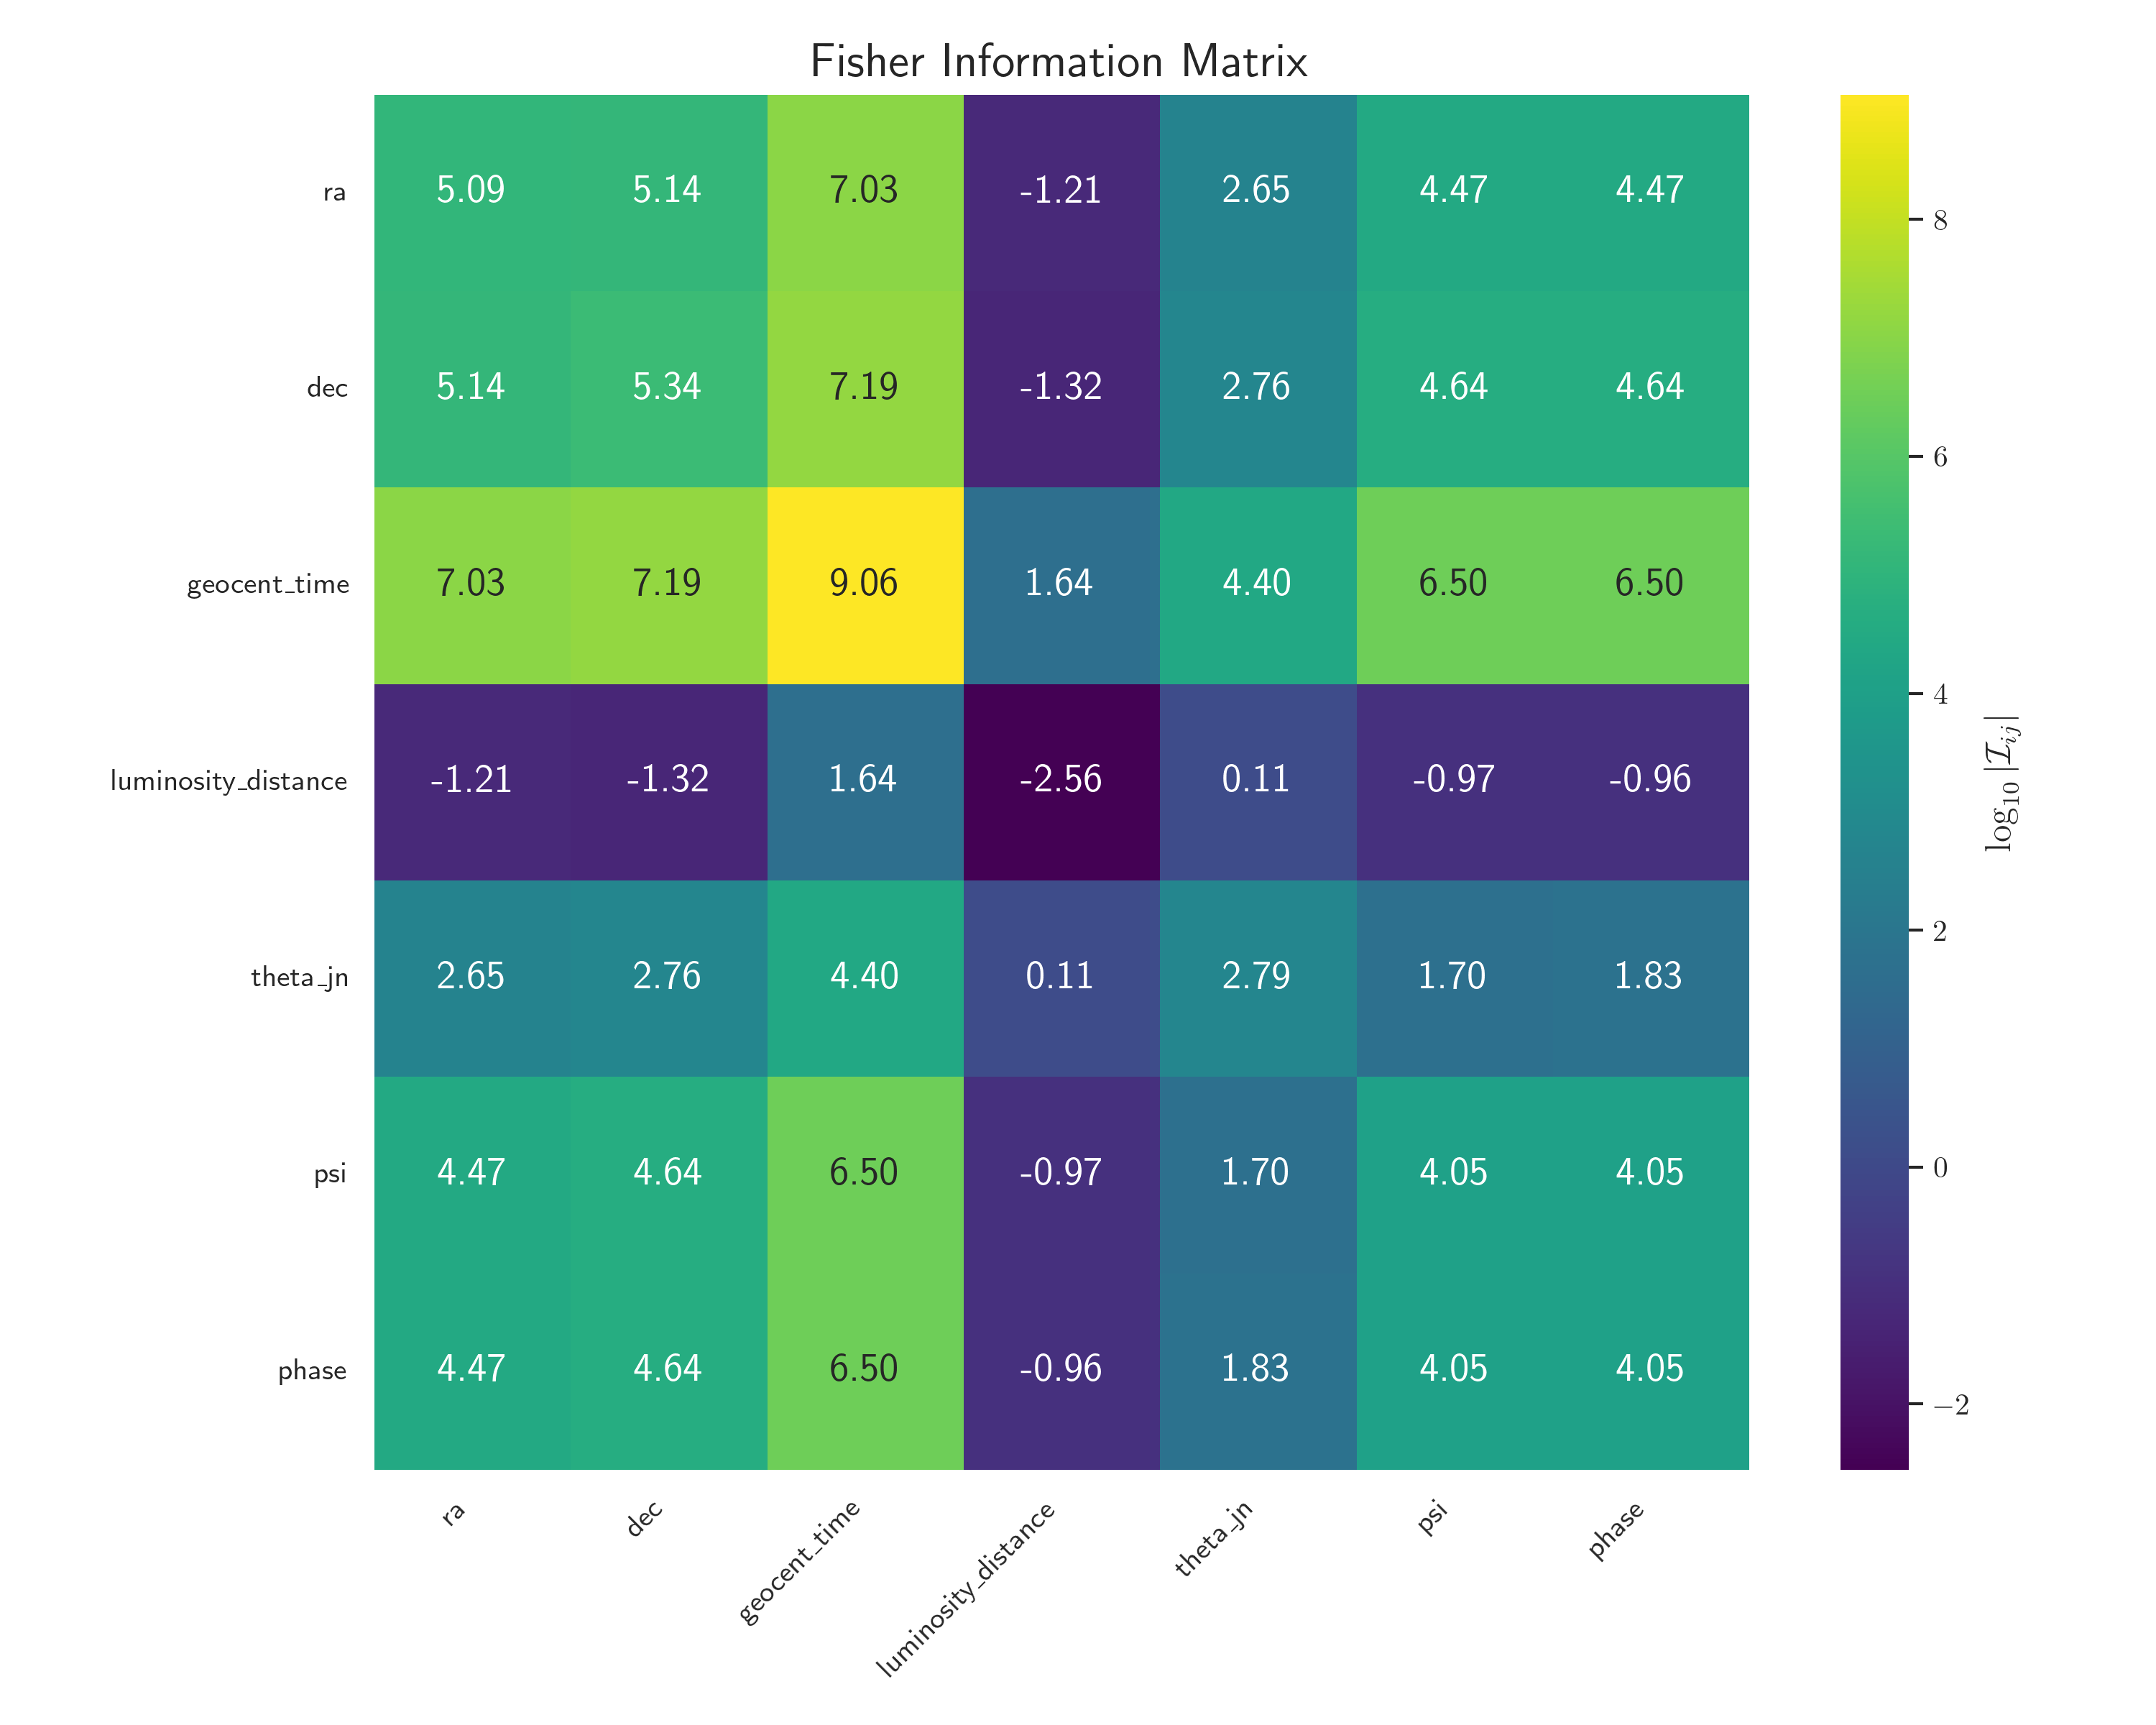 Fisher Information Matrix
ra 5.09 5.14 7.03 -1.21 2.65 4.47 4.47
dec 5.14 5.34 7.19 -1.32 2.76 4.64 4.64
geocent_time 7.03 7.19 9.06 1.64 4.40 6.50 6.50
luminosity_distance -1.21 -1.32 1.64 -2.56 0.11 -0.97 -0.96
theta_jn 2.65 2.76 4.40 0.11 2.79 1.70 1.83
psi 4.47 4.64 6.50 -0.97 1.70 4.05 4.05
phase 4.47 4.64 6.50 -0.96 1.83 4.05 4.05
ra dec geocent_time luminosity_distance theta_jn psi phase
8
6
4
2
0
−2
log₁₀ |ℐᵢⱼ|